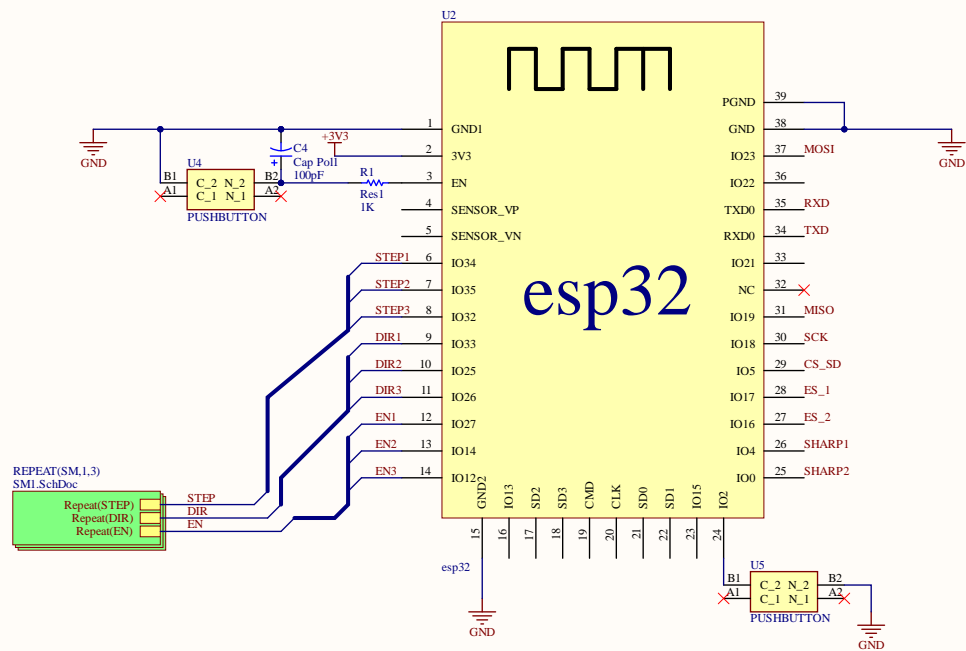 U2
PGND 39
GND 38
GND
IO23 37 MOSI
IO22 36
TXD0 35 RXD
RXD0 34 TXD
IO21 33
NC 32
IO19 31 MISO
IO18 30 SCK
IO5 29 CS_SD
IO17 28 ES_1
IO16 27 ES_2
IO4 26 SHARP1
IO0 25 SHARP2
GND
1 GND1
+3V3
2 3V3
3 EN
4 SENSOR_VP
5 SENSOR_VN
STEP1 6 IO34
STEP2 7 IO35
STEP3 8 IO32
DIR1 9 IO33
DIR2 10 IO25
DIR3 11 IO26
EN1 12 IO27
EN2 13 IO14
EN3 14 IO12
C4
Cap Pol1
100pF
+
R1
Res1
1K
U4
B1 C_2 N_2 B2
A1 C_1 N_1 A2
PUSHBUTTON
esp32
REPEAT(SM,1,3)
SM1.SchDoc
Repeat(STEP) STEP
Repeat(DIR) DIR
Repeat(EN) EN
GND2 IO13 SD2 SD3 CMD CLK SD0 SD1 IO15 IO2
15 16 17 18 19 20 21 22 23 24
esp32
GND
U5
B1 C_2 N_2 B2
A1 C_1 N_1 A2
PUSHBUTTON
GND